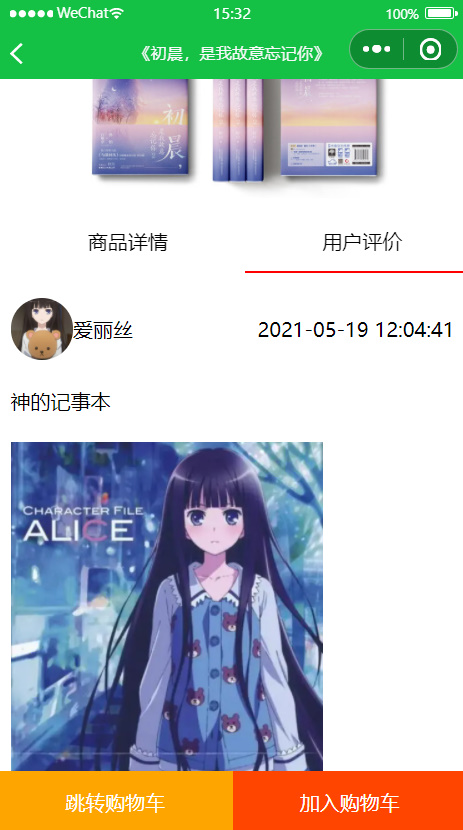 WeChat
15:32
100%
《初晨，是我故意忘记你》
初
晨
商品详情
用户评价
爱丽丝
2021-05-19 12:04:41
神的记事本
CHARACTER FILE
ALICE
跳转购物车
加入购物车